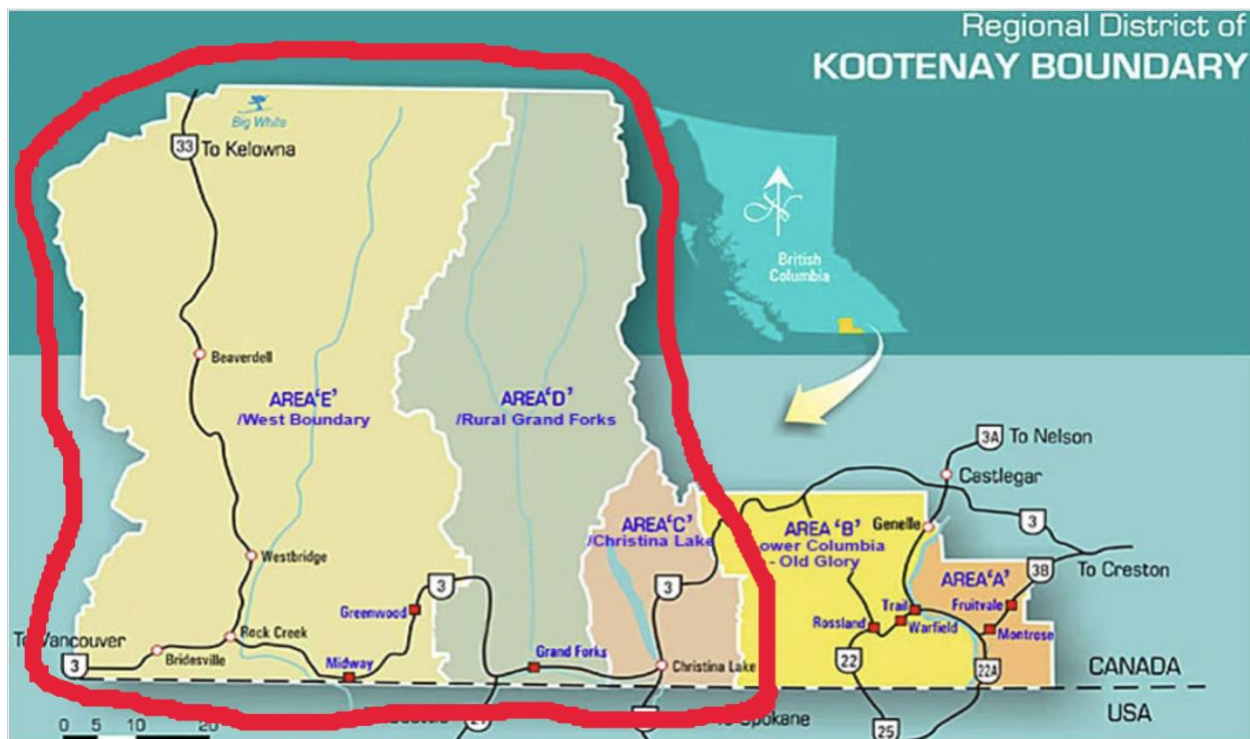 Regional District of
KOOTENAY BOUNDARY
Big White
33
To Kelowna
British
Columbia
Beaverdell
AREA‘E’
/West Boundary
AREA‘D’
/Rural Grand Forks
3A
To Nelson
Castlegar
AREA‘C’
/Christina Lake
AREA ‘B’
ower Columbia
- Old Glory
Genelle
3
To Creston
Westbridge
3
Greenwood
3
AREA‘A’
3B
Fruitvale
Trail
Rossland
Warfield
Montrose
To Vancouver
3
Rock Creek
Bridesville
Midway
Grand Forks
Christina Lake
22
22A
CANADA
USA
0 5 10 20
25